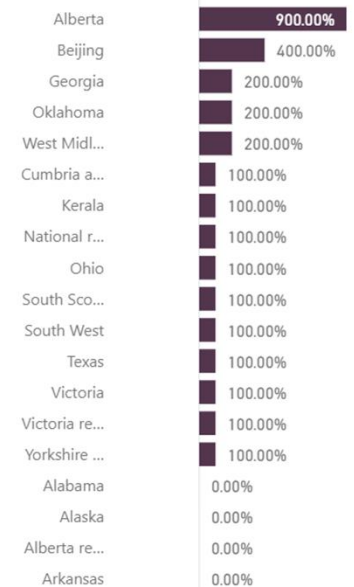 Alberta 900.00%
Beijing 400.00%
Georgia 200.00%
Oklahoma 200.00%
West Midl... 200.00%
Cumbria a... 100.00%
Kerala 100.00%
National r... 100.00%
Ohio 100.00%
South Sco... 100.00%
South West 100.00%
Texas 100.00%
Victoria 100.00%
Victoria re... 100.00%
Yorkshire ... 100.00%
Alabama 0.00%
Alaska 0.00%
Alberta re... 0.00%
Arkansas 0.00%